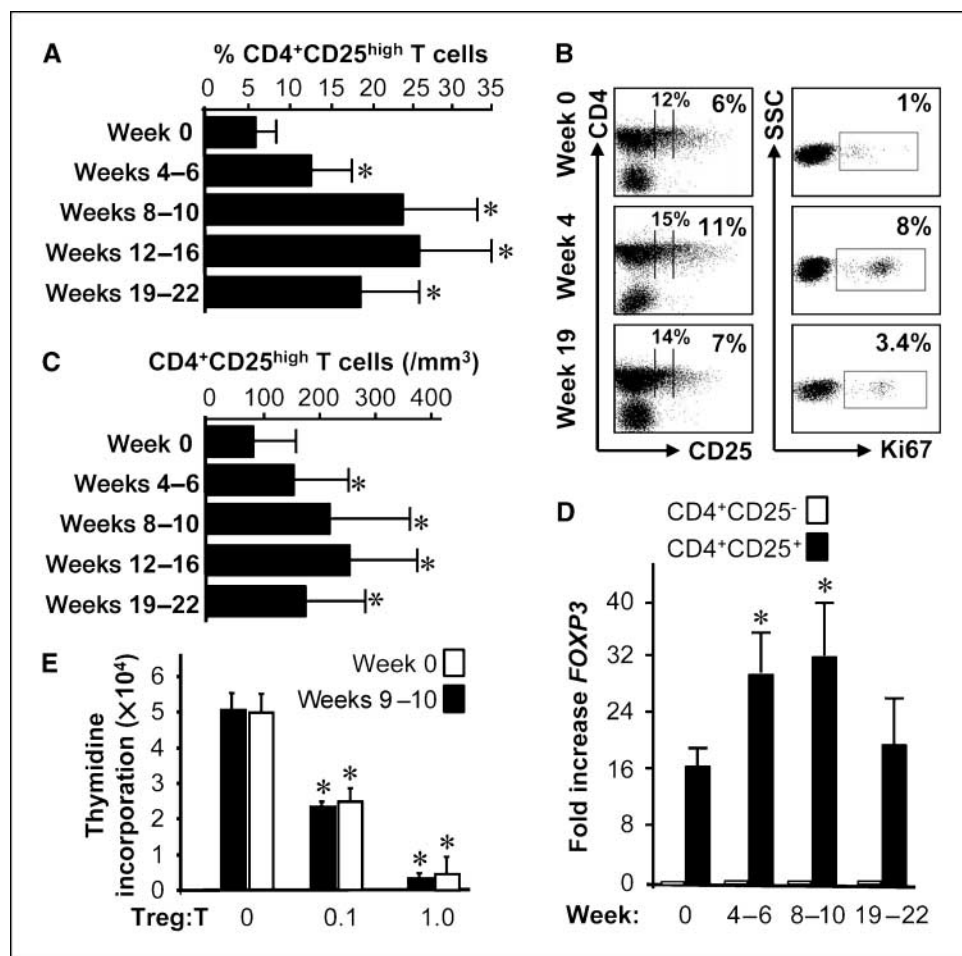 A
% CD4+CD25high T cells
0 5 10 15 20 25 30 35
Week 0
Weeks 4–6 *
Weeks 8–10 *
Weeks 12–16 *
Weeks 19–22 *
B
CD4
SSC
Week 0
12% 6%
1%
Week 4
15% 11%
8%
Week 19
14% 7%
3.4%
CD25
Ki67
C
CD4+CD25high T cells (/mm3)
0 100 200 300 400
Week 0
Weeks 4–6 *
Weeks 8–10 *
Weeks 12–16 *
Weeks 19–22 *
D
CD4+CD25-
CD4+CD25+
Fold increase FOXP3
40
32
24
16
8
0
* *
Week: 0 4–6 8–10 19–22
E
Week 0
Weeks 9–10
Thymidine
incorporation (×104)
6
5
4
3
2
1
0
* *
* *
Treg:T 0 0.1 1.0